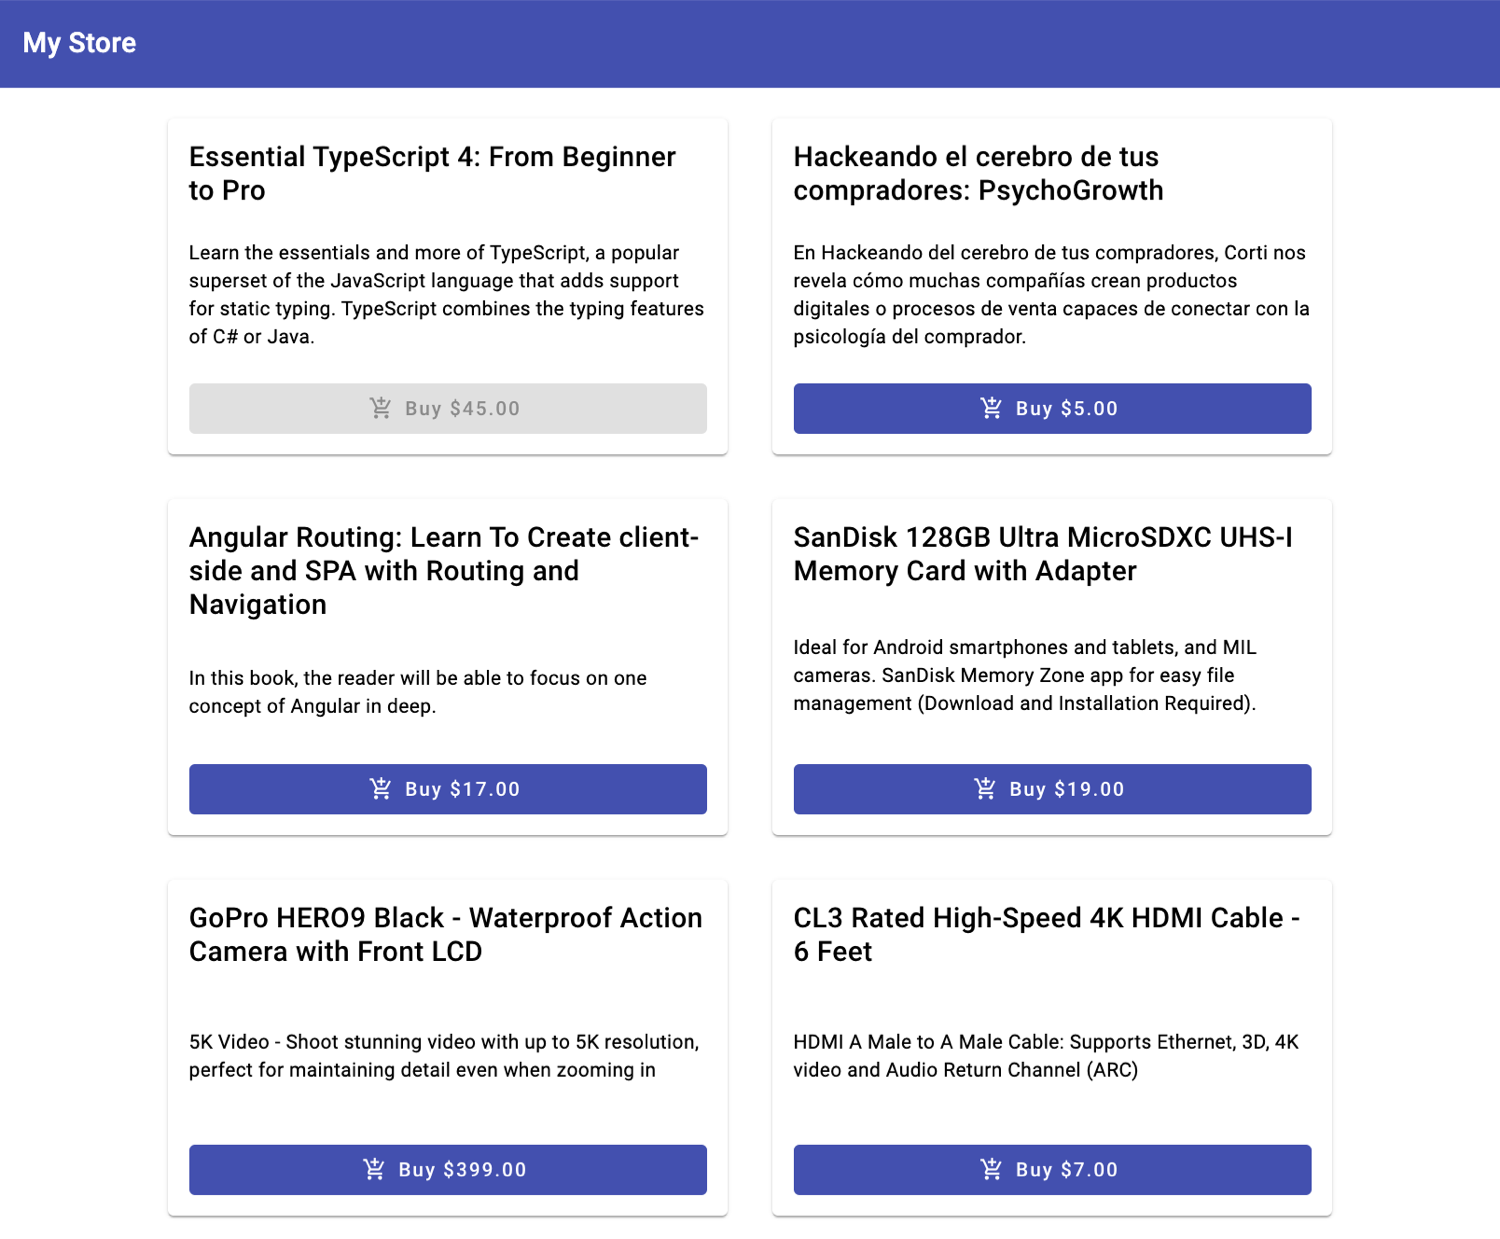 My Store
Essential TypeScript 4: From Beginner
to Pro
Learn the essentials and more of TypeScript, a popular
superset of the JavaScript language that adds support
for static typing. TypeScript combines the typing features
of C# or Java.
Buy $45.00
Hackeando el cerebro de tus
compradores: PsychoGrowth
En Hackeando del cerebro de tus compradores, Corti nos
revela cómo muchas compañías crean productos
digitales o procesos de venta capaces de conectar con la
psicología del comprador.
Buy $5.00
Angular Routing: Learn To Create client-
side and SPA with Routing and
Navigation
In this book, the reader will be able to focus on one
concept of Angular in deep.
Buy $17.00
SanDisk 128GB Ultra MicroSDXC UHS-I
Memory Card with Adapter
Ideal for Android smartphones and tablets, and MIL
cameras. SanDisk Memory Zone app for easy file
management (Download and Installation Required).
Buy $19.00
GoPro HERO9 Black - Waterproof Action
Camera with Front LCD
5K Video - Shoot stunning video with up to 5K resolution,
perfect for maintaining detail even when zooming in
Buy $399.00
CL3 Rated High-Speed 4K HDMI Cable -
6 Feet
HDMI A Male to A Male Cable: Supports Ethernet, 3D, 4K
video and Audio Return Channel (ARC)
Buy $7.00